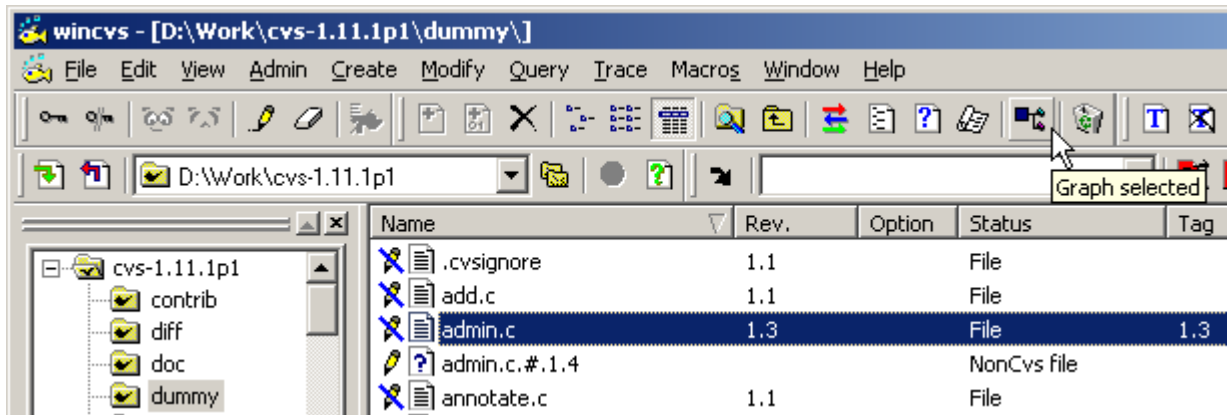 wincvs - [D:\Work\cvs-1.11.1p1\dummy\]
File Edit View Admin Create Modify Query Trace Macros Window Help
D:\Work\cvs-1.11.1p1
Graph selected
Name Rev. Option Status Tag
cvs-1.11.1p1
contrib
diff
doc
dummy
.cvsignore 1.1 File
add.c 1.1 File
admin.c 1.3 File 1.3
admin.c.#.1.4 NonCvs file
annotate.c 1.1 File